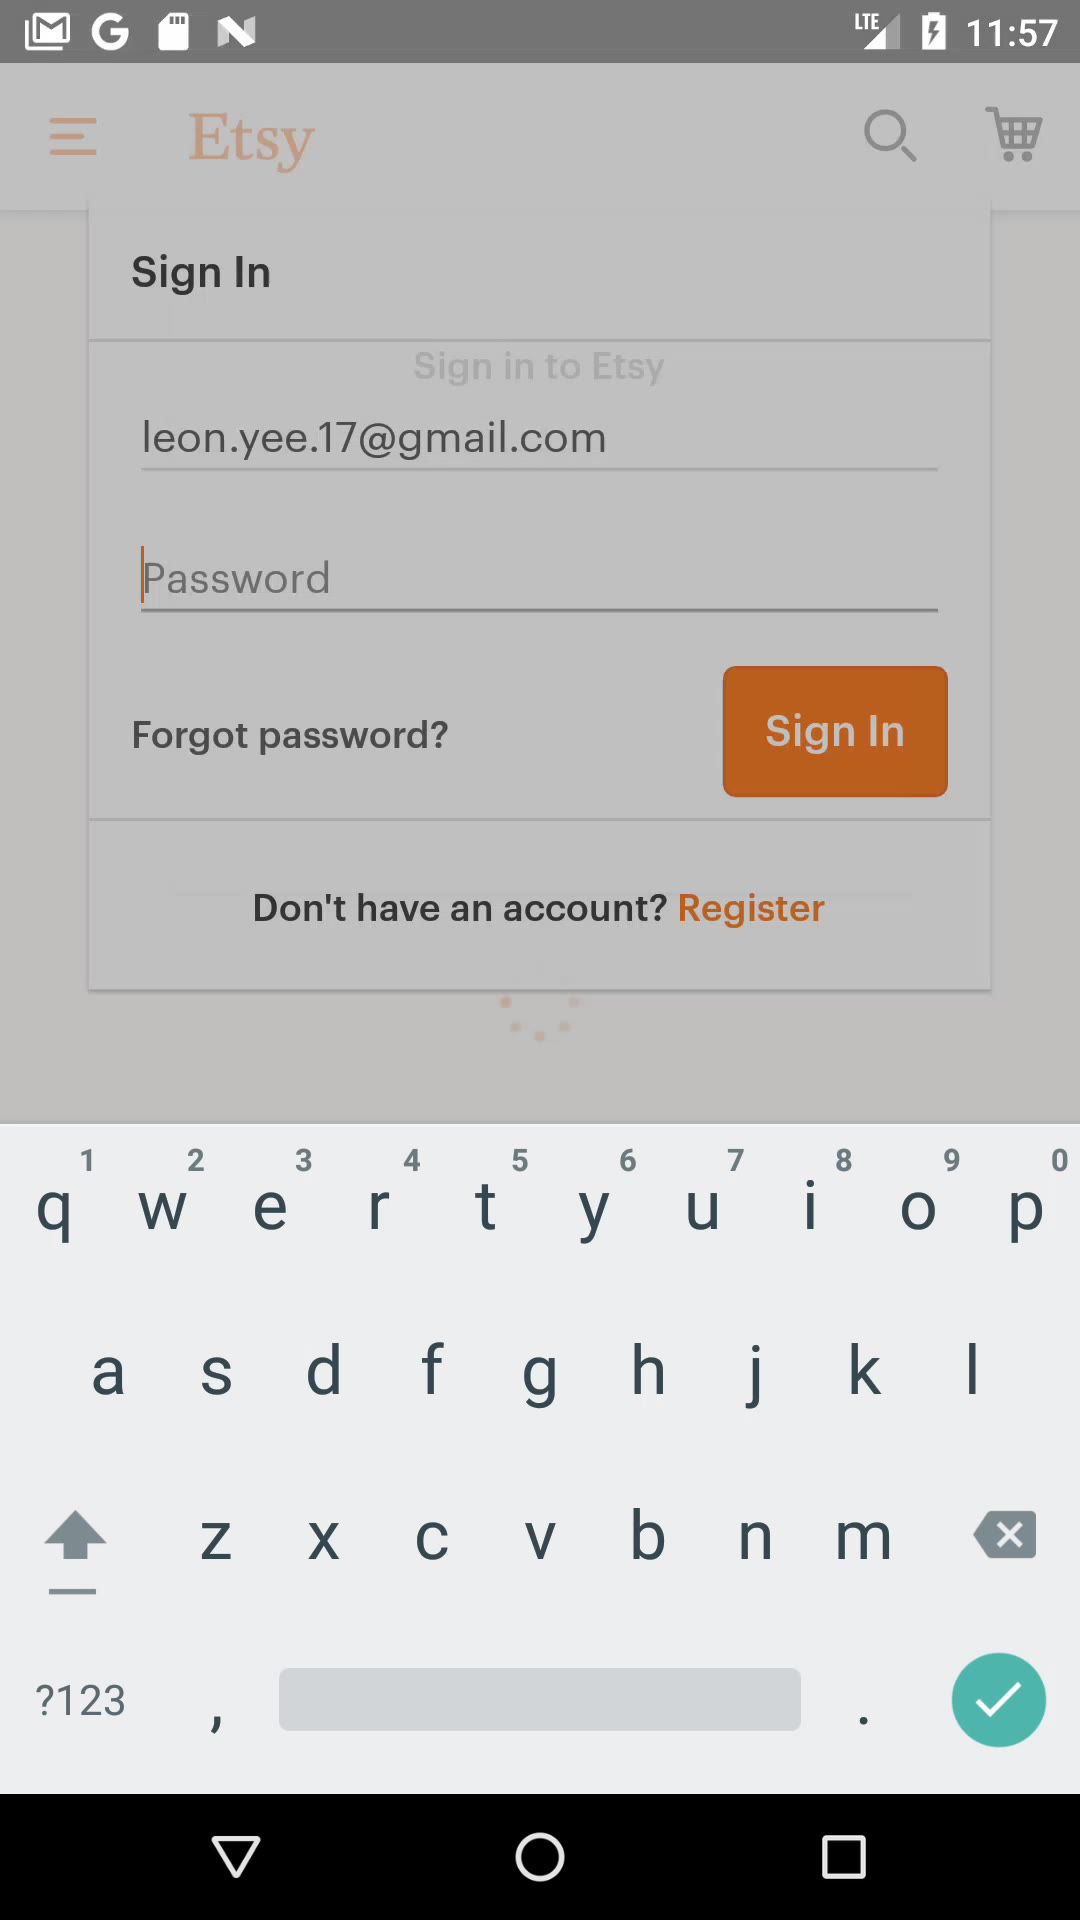 LTE 11:57
Etsy
Sign In
Sign in to Etsy
leon.yee.17@gmail.com
Password
Forgot password?
Sign In
Don't have an account? Register
1 2 3 4 5 6 7 8 9 0
q w e r t y u i o p
a s d f g h j k l
z x c v b n m
?123 , .